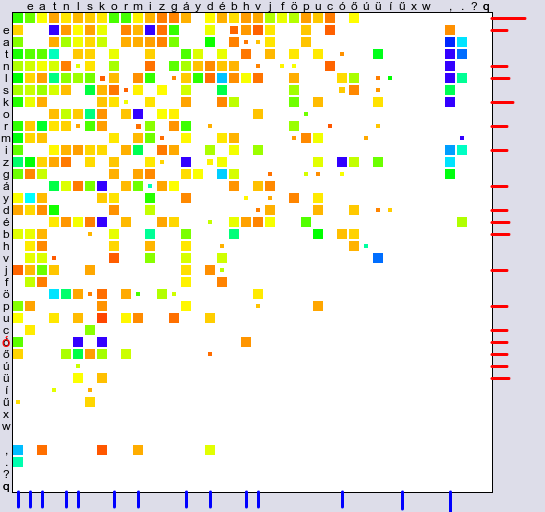 e a t n l s k o r m i z g á y d é b h v j f ö p u c ó ő ú ü í ű x w , . ? q
e
a
t
n
l
s
k
o
r
m
i
z
g
á
y
d
é
b
h
v
j
f
ö
p
u
c
ó
ő
ú
ü
í
ű
x
w
,
.
?
q